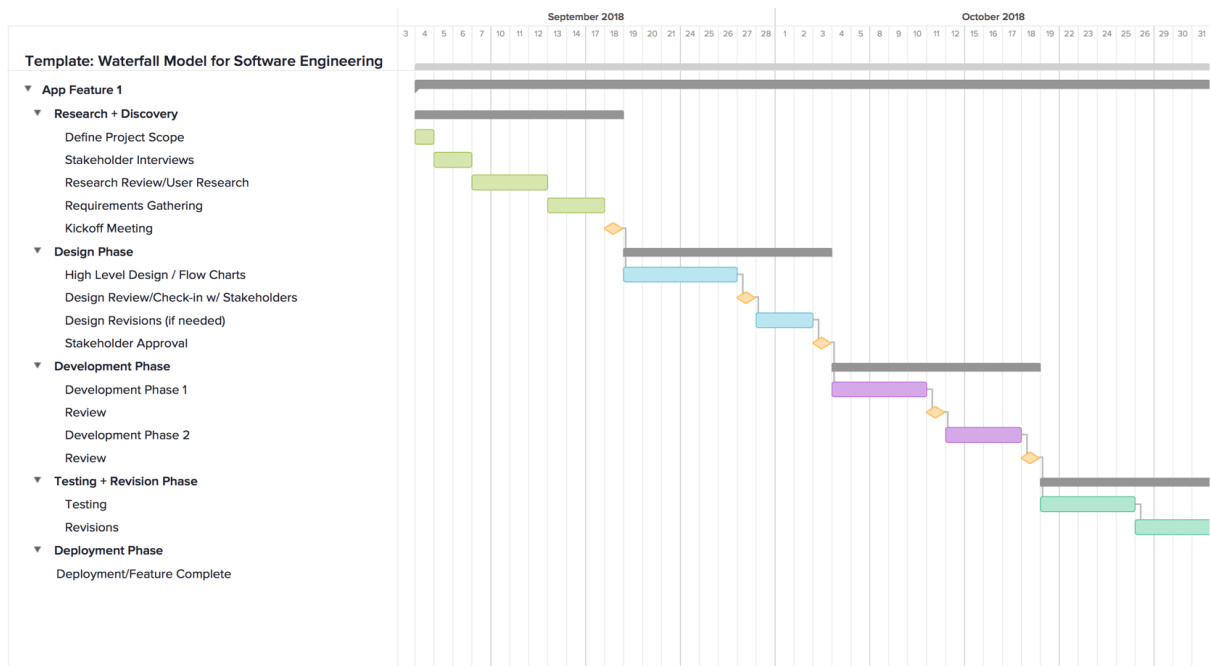 September 2018 October 2018
3 4 5 6 7 10 11 12 13 14 17 18 19 20 21 24 25 26 27 28 1 2 3 4 5 8 9 10 11 12 15 16 17 18 19 22 23 24 25 26 29 30 31
Template: Waterfall Model for Software Engineering
App Feature 1
Research + Discovery
Define Project Scope
Stakeholder Interviews
Research Review/User Research
Requirements Gathering
Kickoff Meeting
Design Phase
High Level Design / Flow Charts
Design Review/Check-in w/ Stakeholders
Design Revisions (if needed)
Stakeholder Approval
Development Phase
Development Phase 1
Review
Development Phase 2
Review
Testing + Revision Phase
Testing
Revisions
Deployment Phase
Deployment/Feature Complete